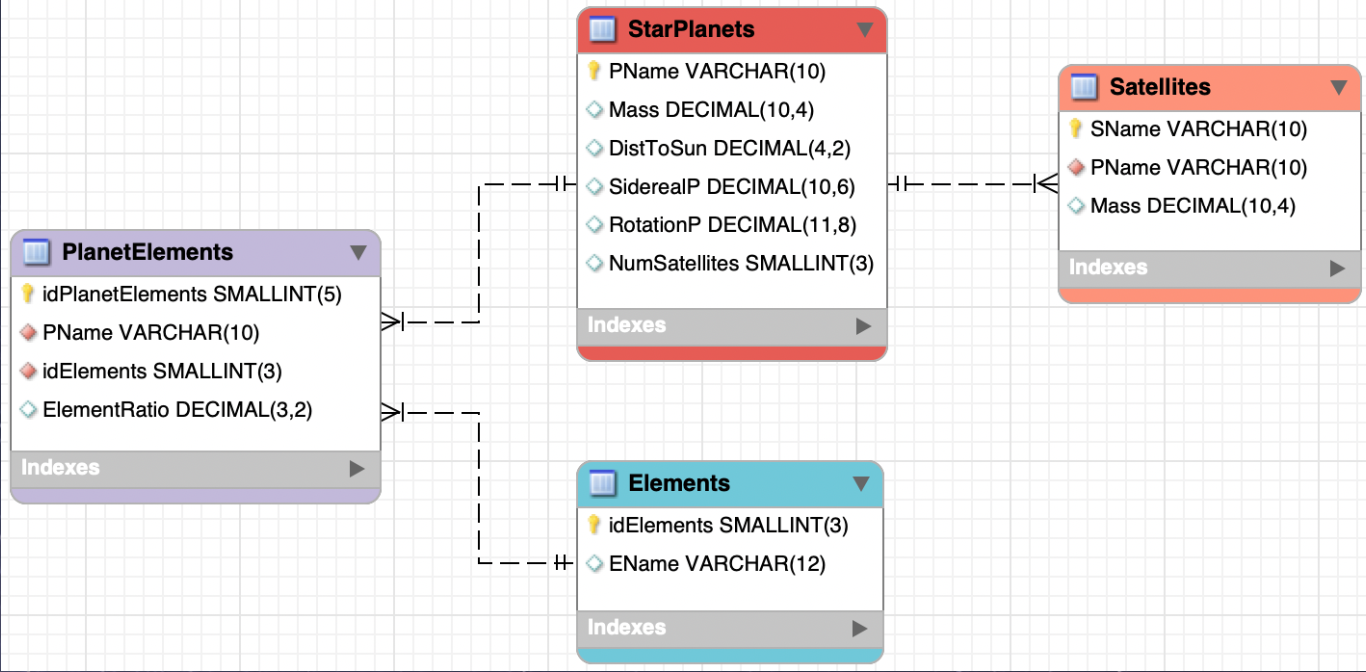 StarPlanets
PName VARCHAR(10)
Mass DECIMAL(10,4)
DistToSun DECIMAL(4,2)
SiderealP DECIMAL(10,6)
RotationP DECIMAL(11,8)
NumSatellites SMALLINT(3)
Indexes
Satellites
SName VARCHAR(10)
PName VARCHAR(10)
Mass DECIMAL(10,4)
Indexes
PlanetElements
idPlanetElements SMALLINT(5)
PName VARCHAR(10)
idElements SMALLINT(3)
ElementRatio DECIMAL(3,2)
Indexes
Elements
idElements SMALLINT(3)
EName VARCHAR(12)
Indexes